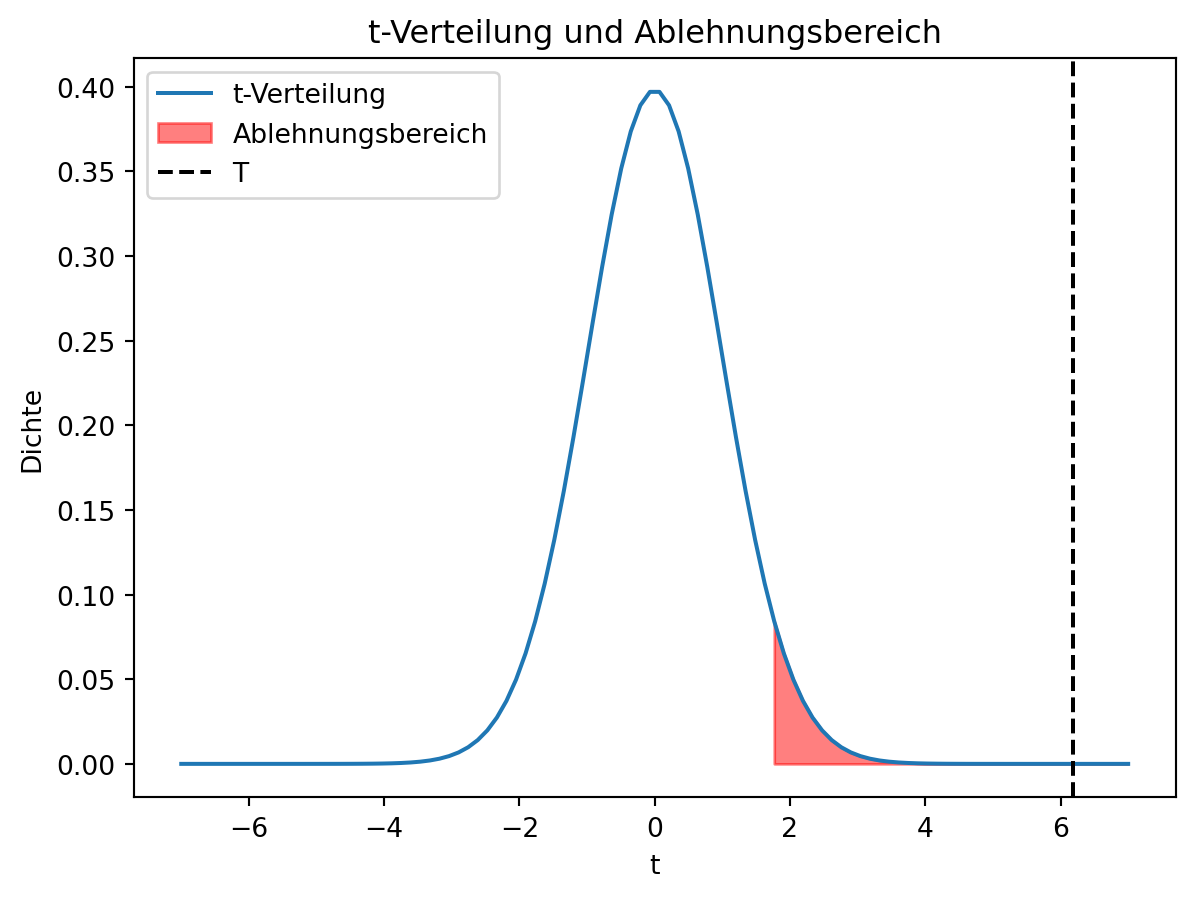 t-Verteilung und Ablehnungsbereich
t-Verteilung
Ablehnungsbereich
T
Dichte
0.40
0.35
0.30
0.25
0.20
0.15
0.10
0.05
0.00
−6 −4 −2 0 2 4 6
t